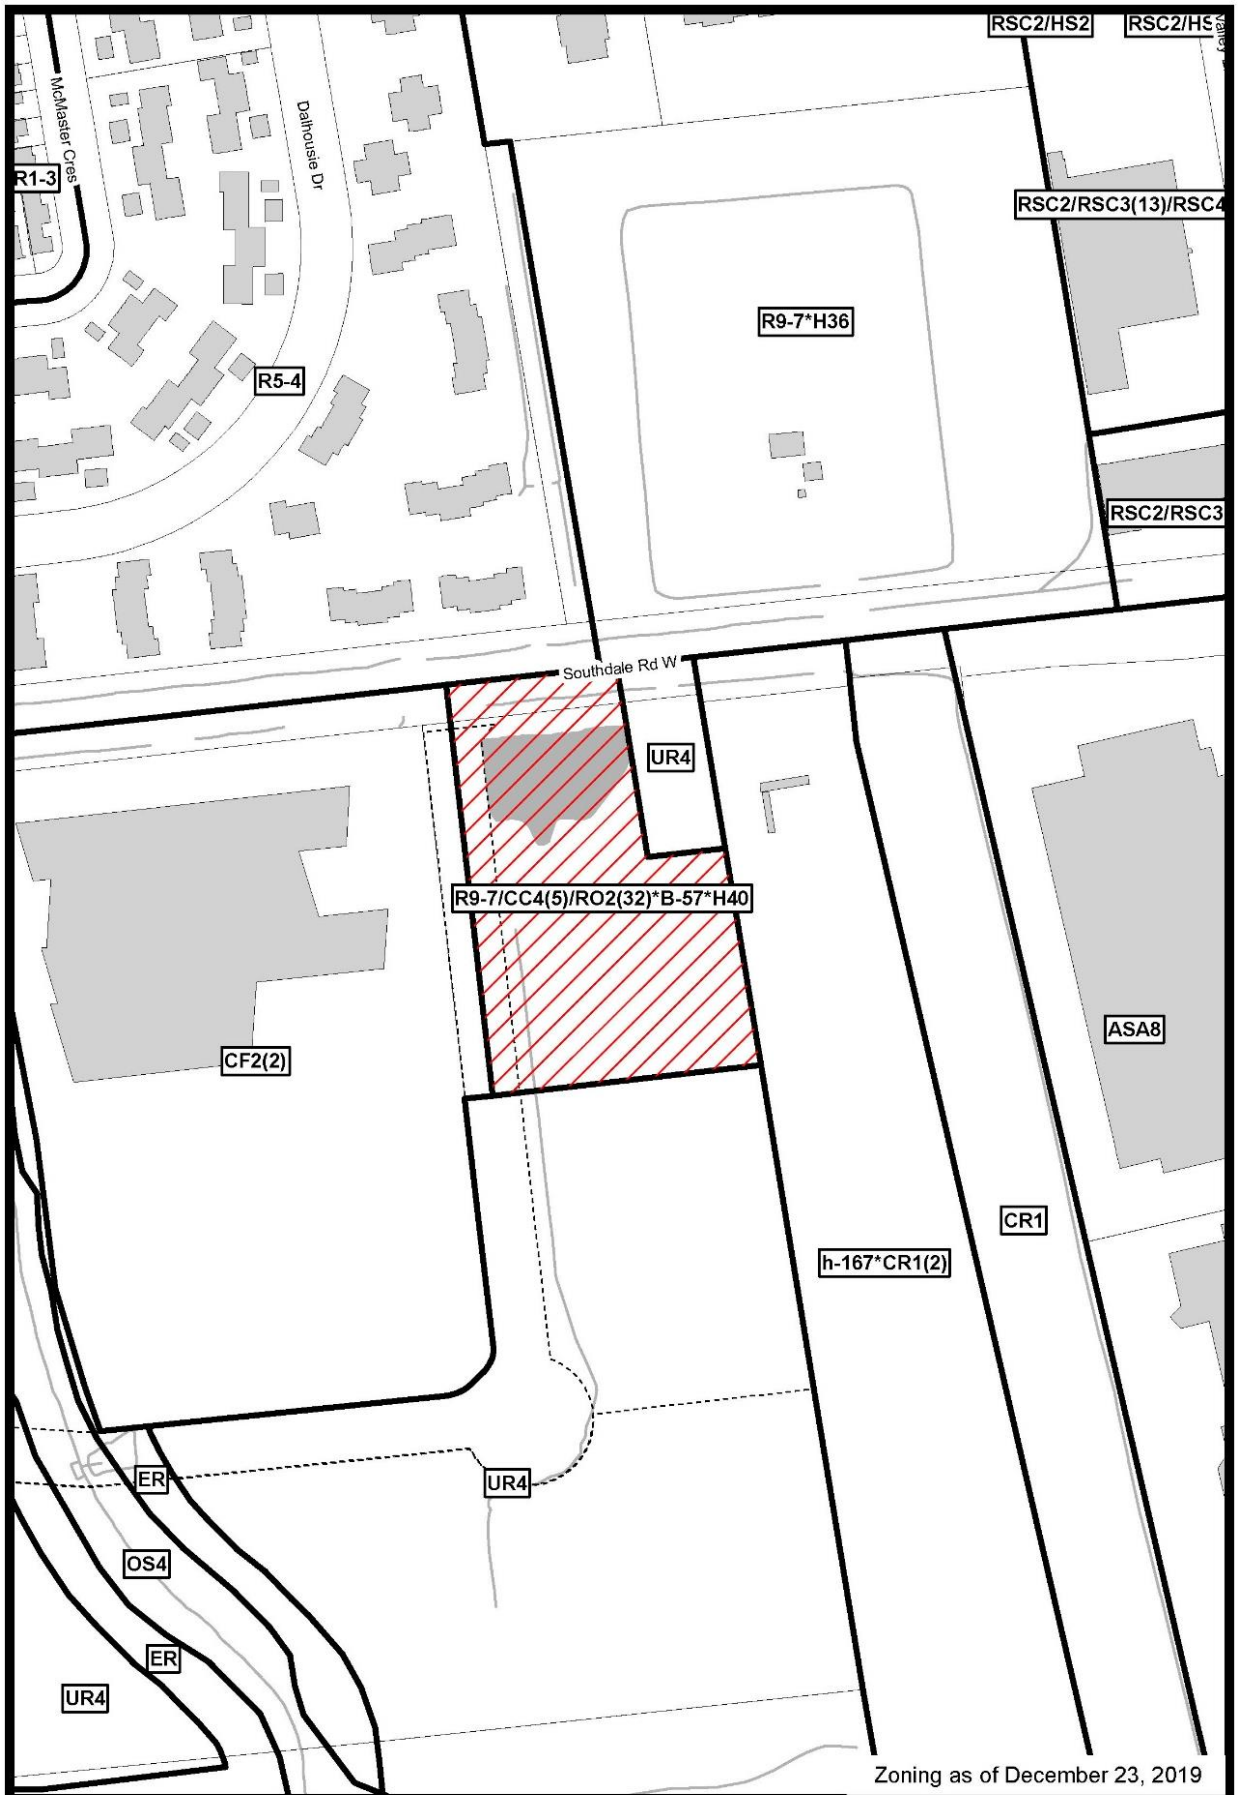 RSC2/HS2
RSC2/HS
McMaster Cres
Dalhousie Dr
R1-3
RSC2/RSC3(13)/RSC4
R9-7*H36
R5-4
RSC2/RSC3
Southdale Rd W
UR4
R9-7/CC4(5)/RO2(32)*B-57*H40
ASA8
CF2(2)
CR1
h-167*CR1(2)
ER
UR4
OS4
ER
UR4
Zoning as of December 23, 2019